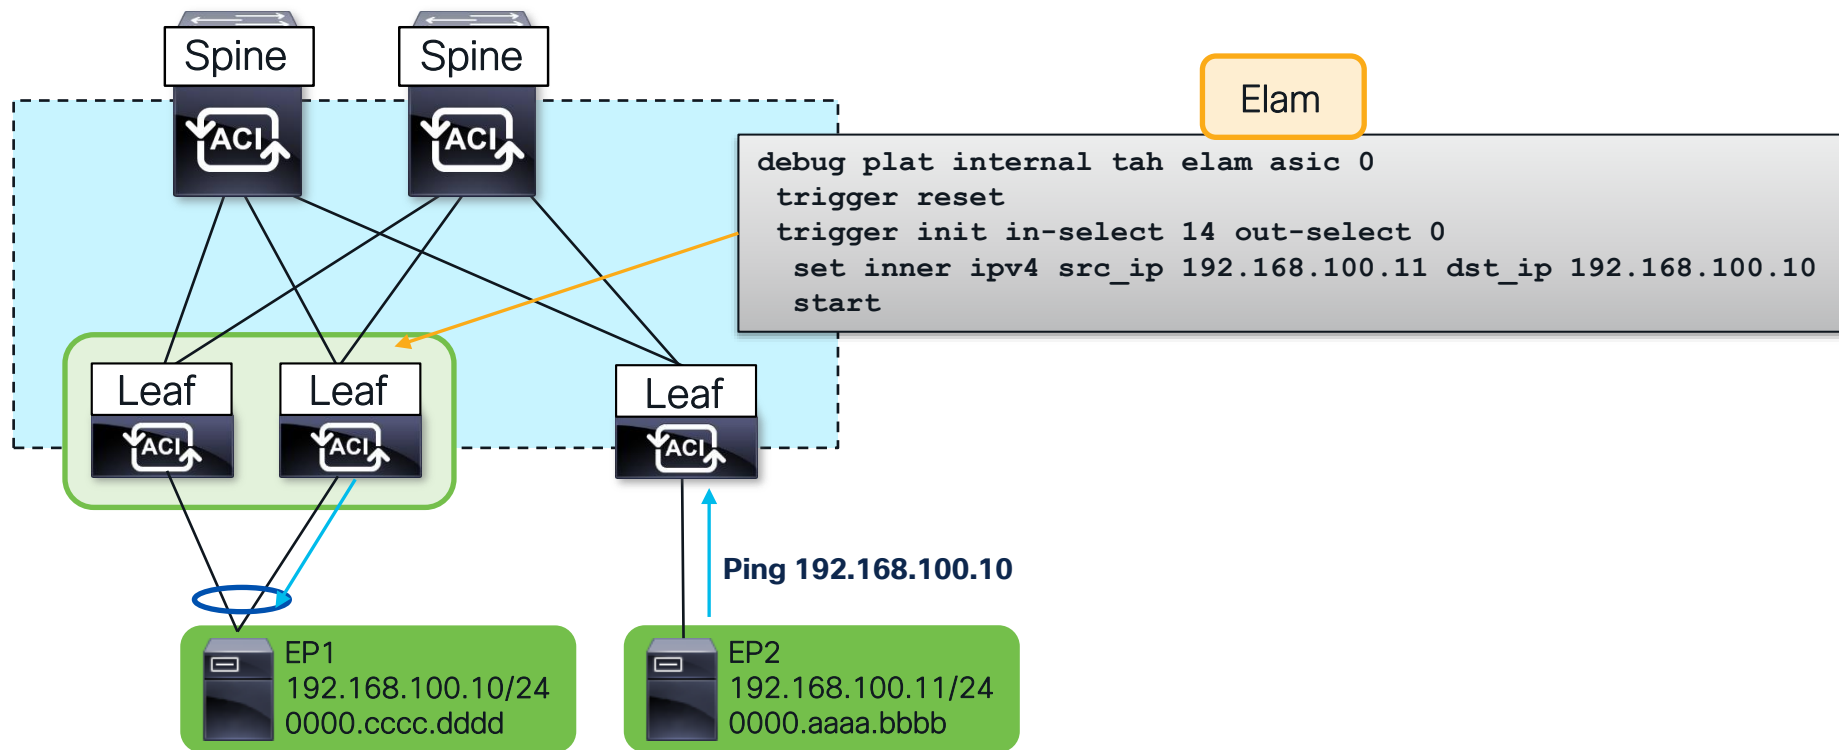 Spine
Spine
ACI
ACI
Elam
debug plat internal tah elam asic 0
trigger reset
trigger init in-select 14 out-select 0
set inner ipv4 src_ip 192.168.100.11 dst_ip 192.168.100.10
start
Leaf
Leaf
Leaf
ACI
ACI
ACI
Ping 192.168.100.10
EP1
192.168.100.10/24
0000.cccc.dddd
EP2
192.168.100.11/24
0000.aaaa.bbbb